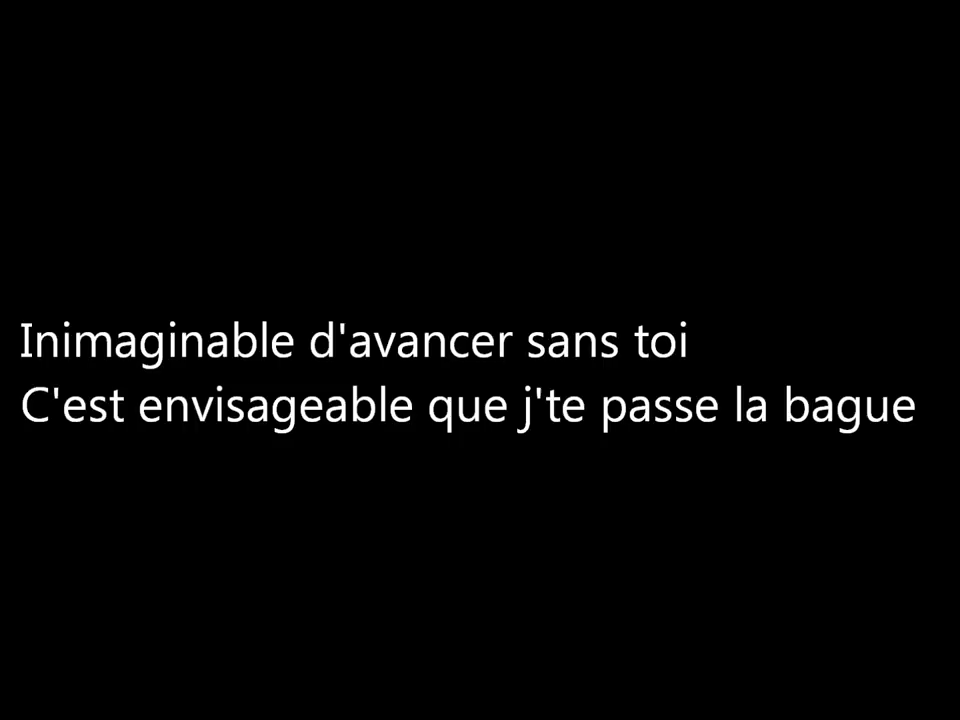 Inimaginable d'avancer sans toi
C'est envisageable que j'te passe la bague